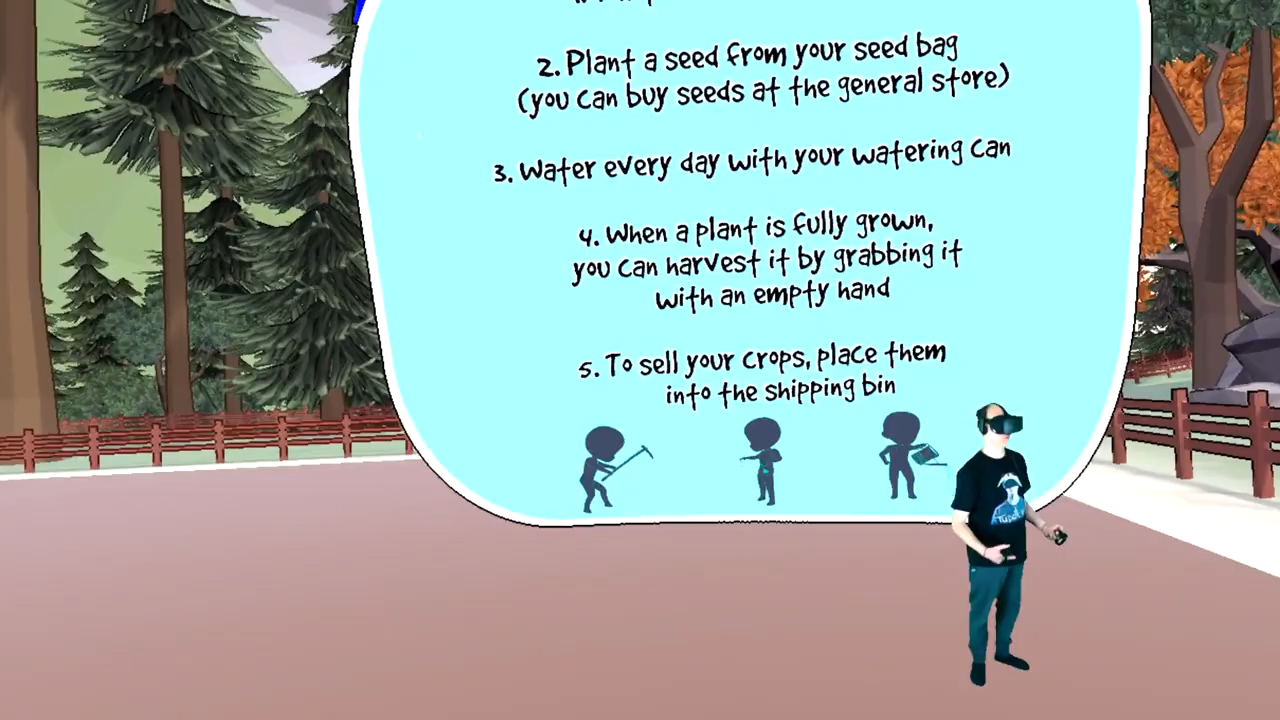 2. Plant a seed from your seed bag
(you can buy seeds at the general store)
3. Water every day with your watering can
4. When a plant is fully grown,
you can harvest it by grabbing it
with an empty hand
5. To sell your crops, place them
into the shipping bin